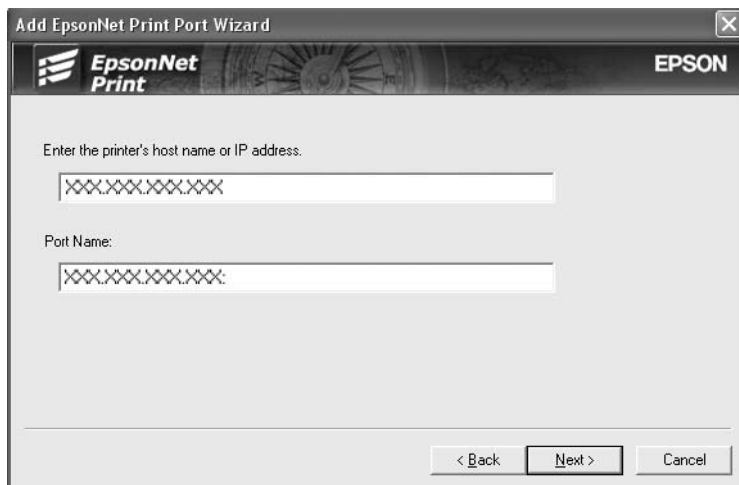 Add EpsonNet Print Port Wizard
EpsonNet
Print
EPSON
Enter the printer's host name or IP address.
XXX.XXX.XXX.XXX
Port Name:
XXX.XXX.XXX.XXX:
< Back
Next >
Cancel